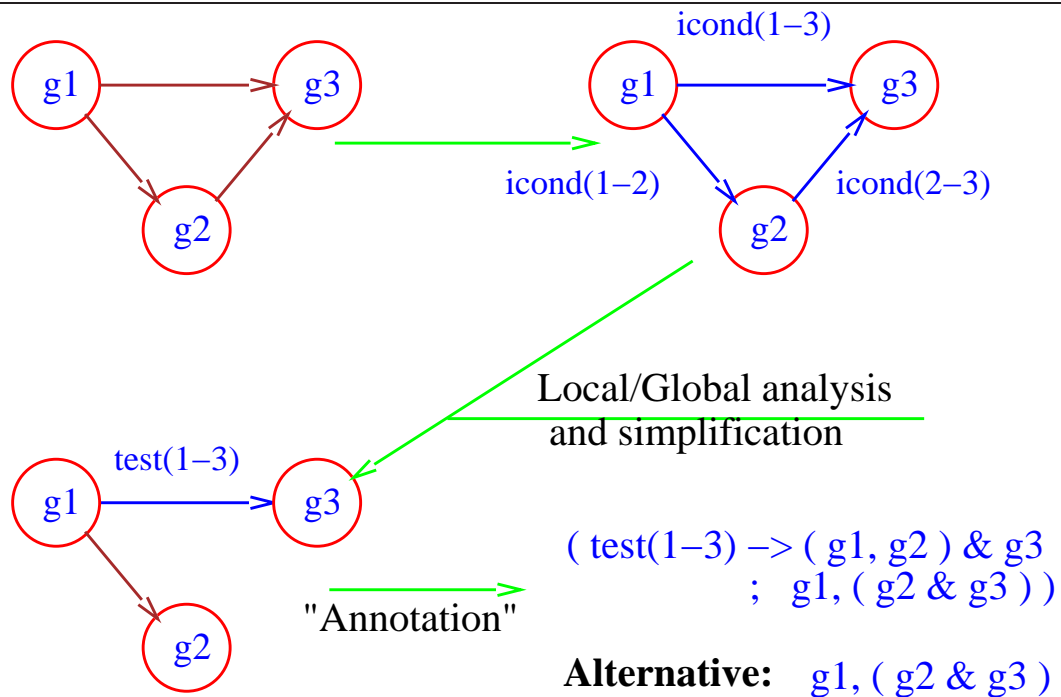 icond(1–3)
g1 g3 g1 g3
icond(1–2) icond(2–3)
g2 g2
Local/Global analysis
and simplification
test(1–3)
g1 g3
( test(1–3) –> ( g1, g2 ) & g3
; g1, ( g2 & g3 ) )
"Annotation"
g2
Alternative: g1, ( g2 & g3 )